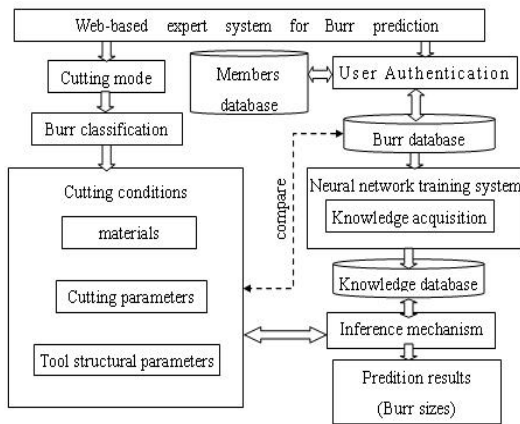 Web-based expert system for Burr prediction
Cutting mode
Burr classification
Cutting conditions
materials
Cutting parameters
Tool structural parameters
compare
Members
database
User Authentication
Burr database
Neural network training system
Knowledge acquisition
Knowledge database
Inference mechanism
Predition results
(Burr sizes)